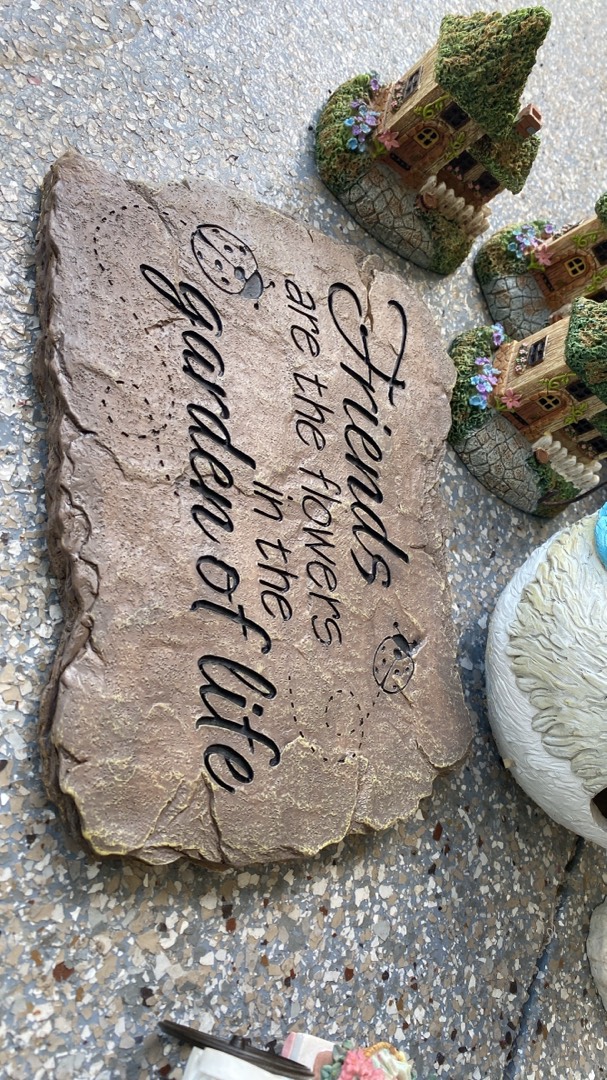 Friends
are the flowers
in the
garden of life